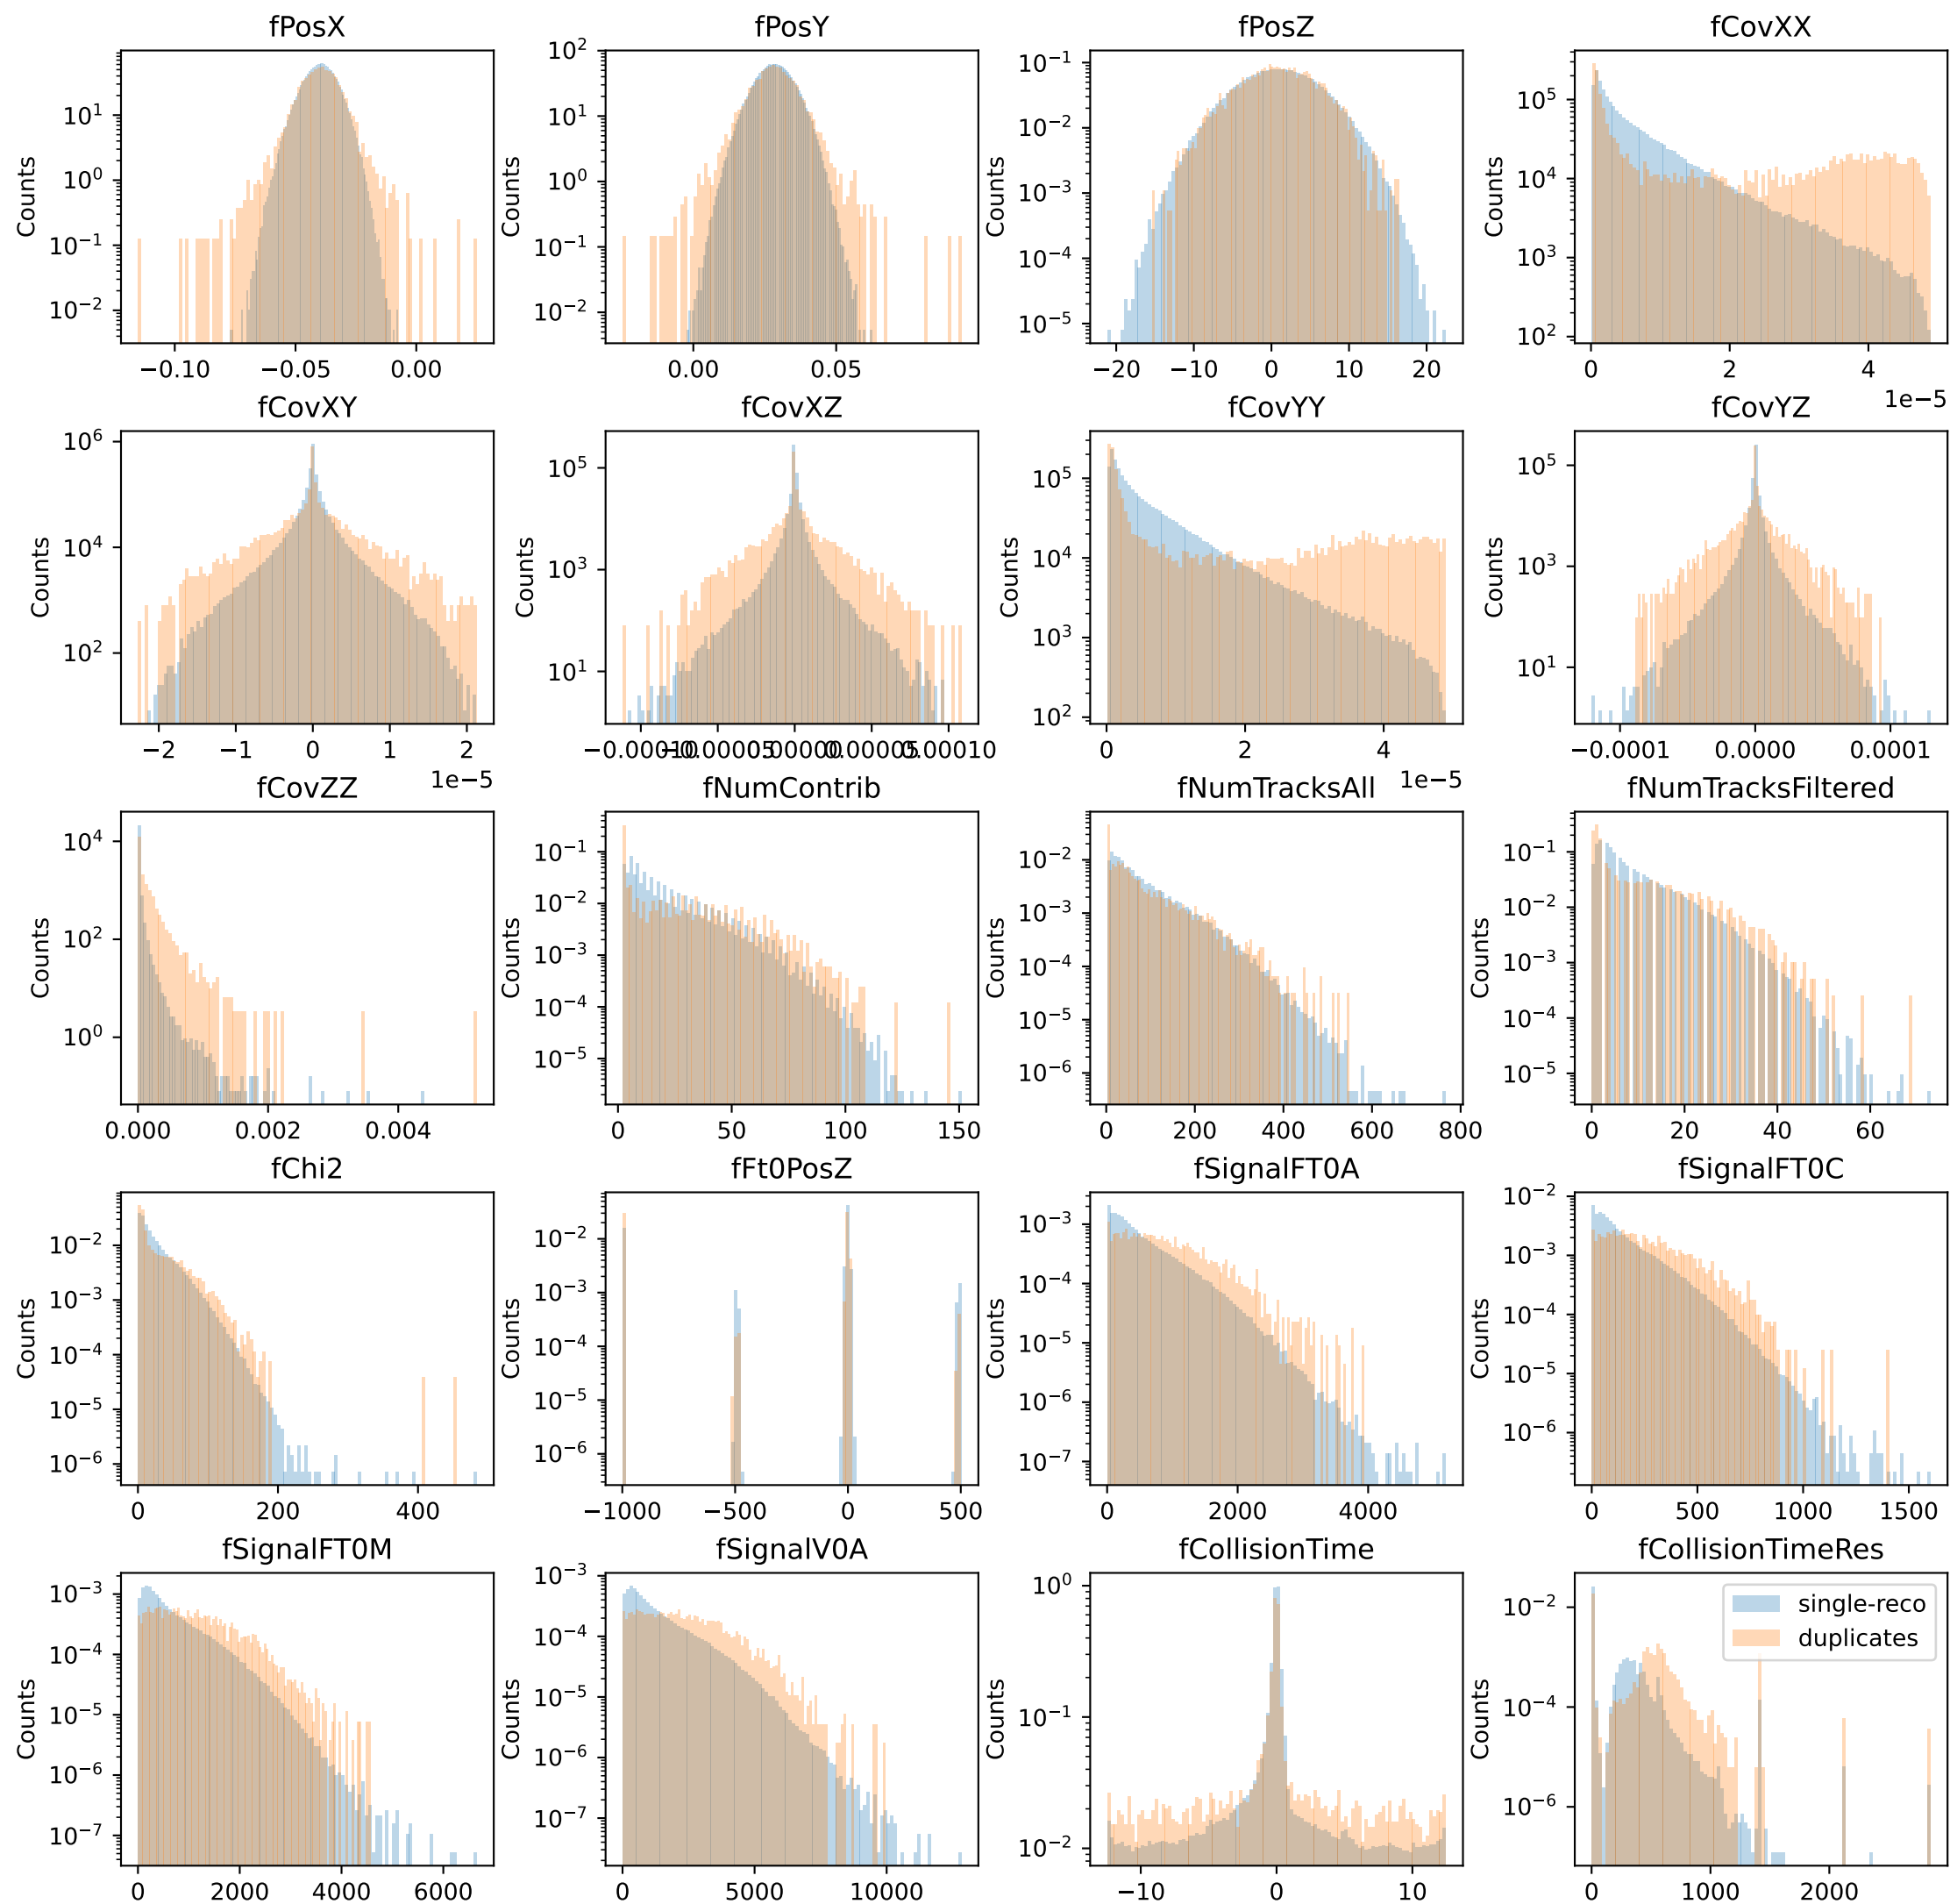 fPosX fPosY fPosZ fCovXX
10^1 10^0 10^−1 10^−2
Counts
−0.10 −0.05 0.00
10^2 10^1 10^0 10^−1 10^−2
Counts
0.00 0.05
10^−1 10^−2 10^−3 10^−4 10^−5
Counts
−20 −10 0 10 20
10^5 10^4 10^3 10^2
Counts
0 2 4
1e−5
fCovXY fCovXZ fCovYY fCovYZ
10^6 10^4 10^2
Counts
−2 −1 0 1 2
1e−5
10^5 10^3 10^1
Counts
−0.00010 −0.00005 0.00000 0.00005 0.00010
10^5 10^4 10^3 10^2
Counts
0 2 4
1e−5
10^5 10^3 10^1
Counts
−0.0001 0.0000 0.0001
fCovZZ fNumContrib fNumTracksAll fNumTracksFiltered
10^4 10^2 10^0
Counts
0.000 0.002 0.004
10^−1 10^−2 10^−3 10^−4 10^−5
Counts
0 50 100 150
10^−2 10^−3 10^−4 10^−5 10^−6
Counts
0 200 400 600 800
10^−1 10^−2 10^−3 10^−4 10^−5
Counts
0 20 40 60
fChi2 fFt0PosZ fSignalFT0A fSignalFT0C
10^−2 10^−3 10^−4 10^−5 10^−6
Counts
0 200 400
10^−2 10^−3 10^−4 10^−5 10^−6
Counts
−1000 −500 0 500
10^−3 10^−4 10^−5 10^−6 10^−7
Counts
0 2000 4000
10^−2 10^−3 10^−4 10^−5 10^−6
Counts
0 500 1000 1500
fSignalFT0M fSignalV0A fCollisionTime fCollisionTimeRes
10^−3 10^−4 10^−5 10^−6 10^−7
Counts
0 2000 4000 6000
10^−3 10^−4 10^−5 10^−6 10^−7
Counts
0 5000 10000
10^0 10^−1 10^−2
Counts
−10 0 10
10^−2 10^−4 10^−6
Counts
single-reco
duplicates
0 1000 2000